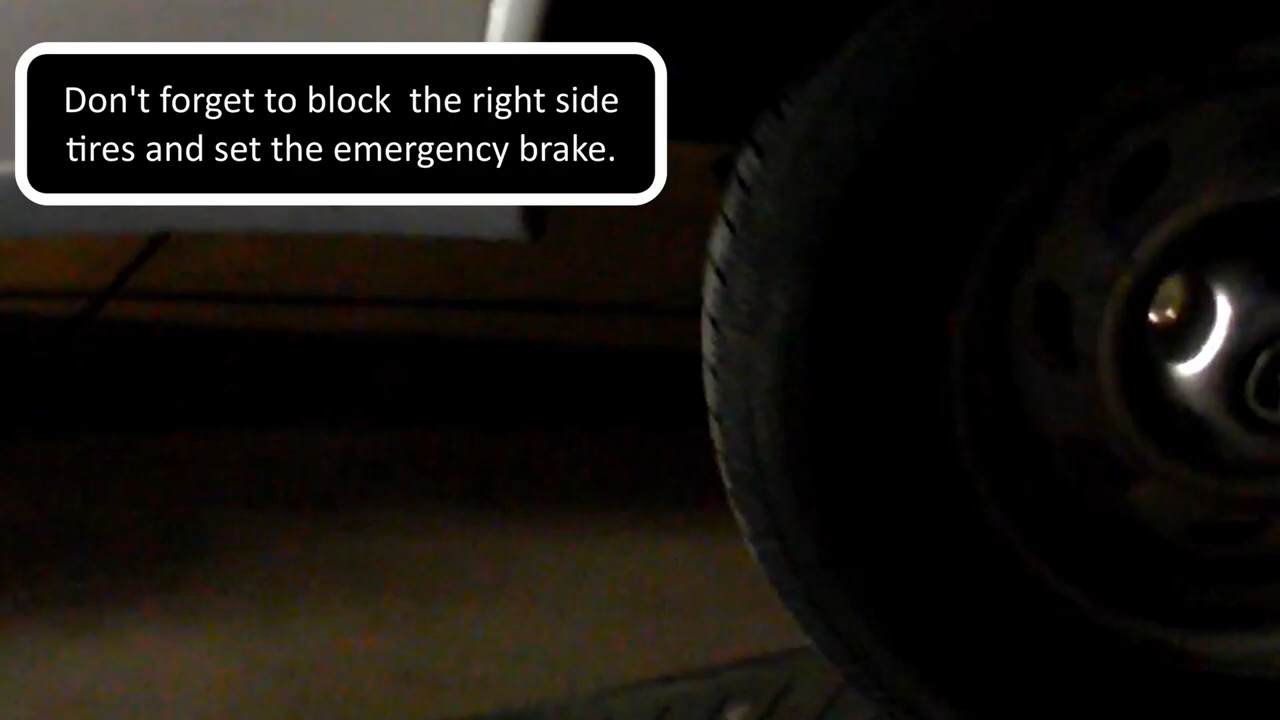 Don't forget to block  the right side
tires and set the emergency brake.